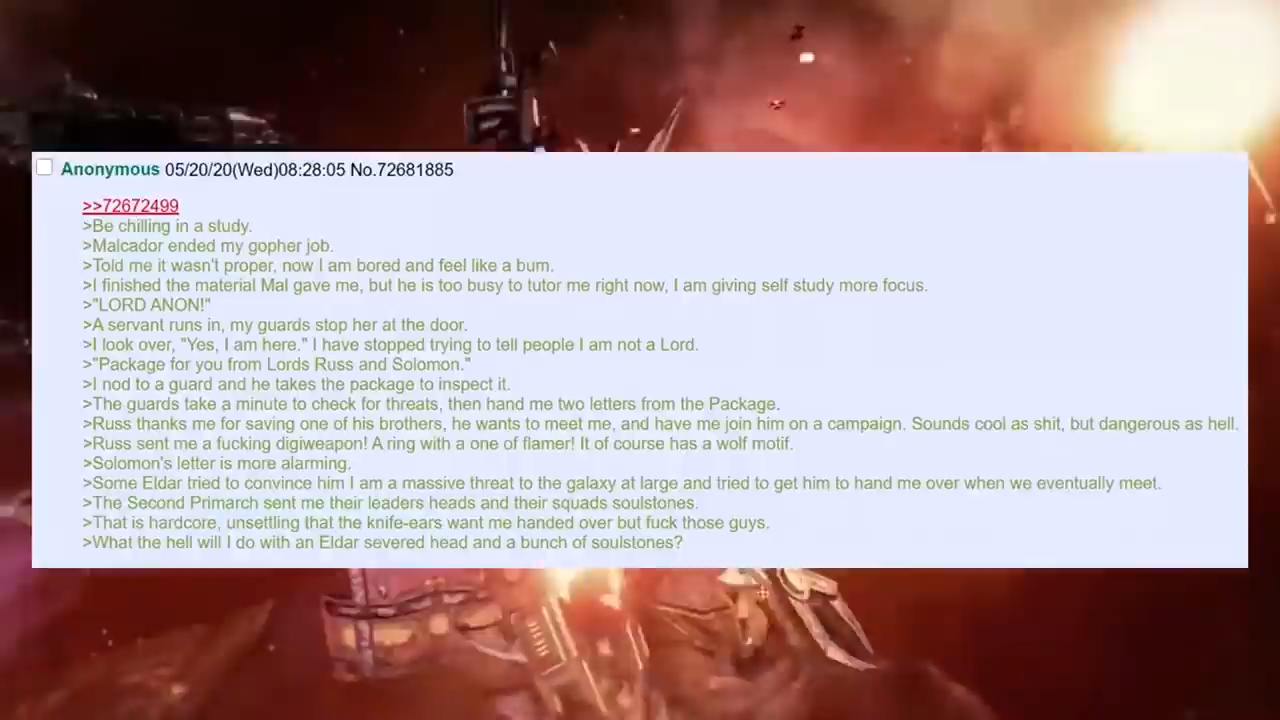 Anonymous 05/20/20(Wed)08:28:05 No.72681885
>>72672499
>Be chilling in a study.
>Malcador ended my gopher job.
>Told me it wasn't proper, now I am bored and feel like a bum.
>I finished the material Mal gave me, but he is too busy to tutor me right now, I am giving self study more focus.
>"LORD ANON!"
>A servant runs in, my guards stop her at the door.
>I look over, "Yes, I am here." I have stopped trying to tell people I am not a Lord.
>"Package for you from Lords Russ and Solomon."
>I nod to a guard and he takes the package to inspect it.
>The guards take a minute to check for threats, then hand me two letters from the Package.
>Russ thanks me for saving one of his brothers, he wants to meet me, and have me join him on a campaign. Sounds cool as shit, but dangerous as hell.
>Russ sent me a fucking digiweapon! A ring with a one of flamer! It of course has a wolf motif.
>Solomon's letter is more alarming.
>Some Eldar tried to convince him I am a massive threat to the galaxy at large and tried to get him to hand me over when we eventually meet.
>The Second Primarch sent me their leaders heads and their squads soulstones.
>That is hardcore, unsettling that the knife-ears want me handed over but fuck those guys.
>What the hell will I do with an Eldar severed head and a bunch of soulstones?